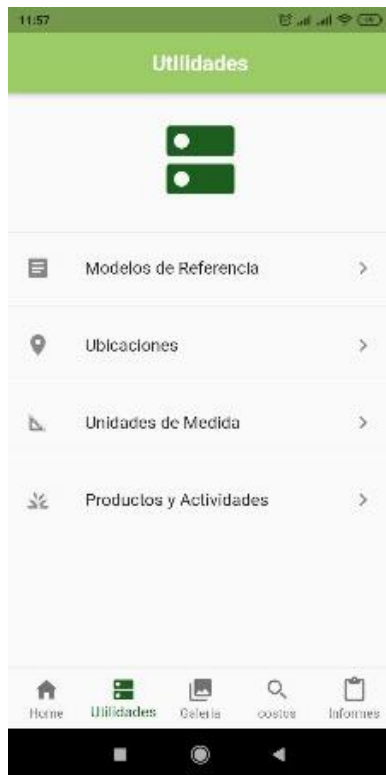 11:57
Utilidades
Modelos de Referencia
Ubicaciones
Unidades de Medida
Productos y Actividades
Home Utilidades Galeria costos Informes